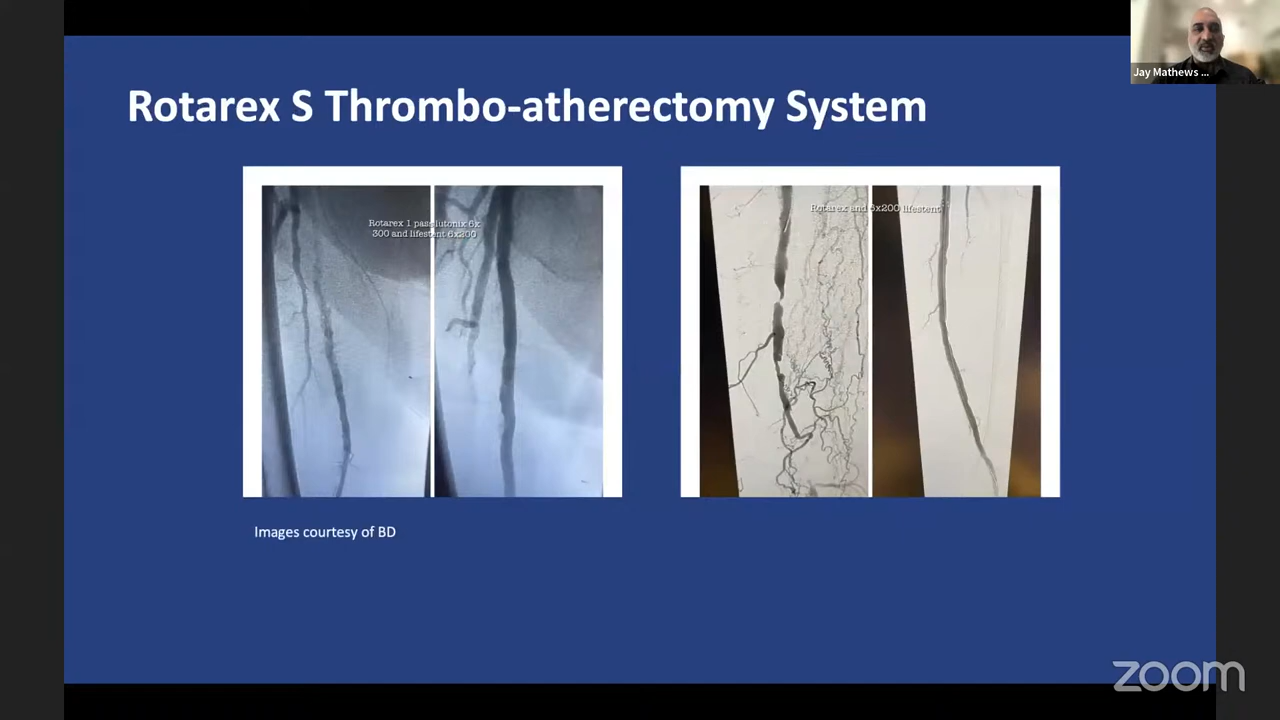 Jay Mathews ...
Rotarex S Thrombo-atherectomy System
Rotarex 1 pass lutonix 6x
300 and lifestent 6x200
Rotarex and 6x200 lifestent
Images courtesy of BD
zoom